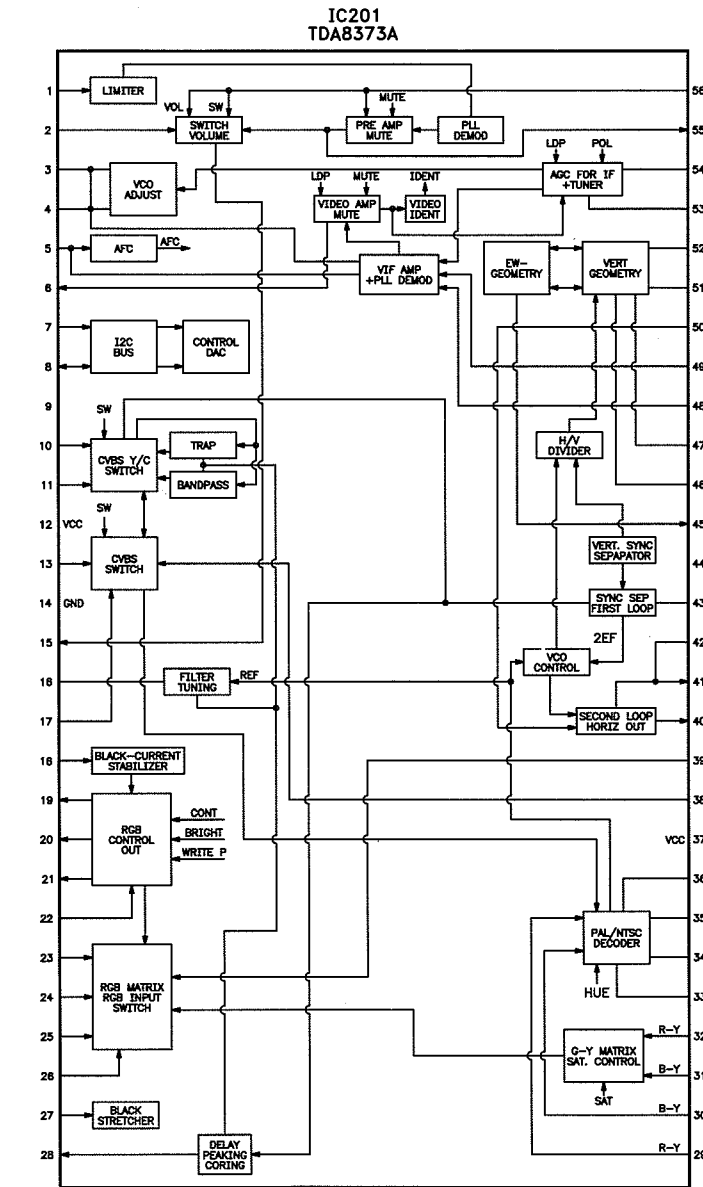 IC201
TDA8373A
1
LIMITER
56
VOL
SW
MUTE
2
SWITCH
VOLUME
PRE AMP
MUTE
PLL
DEMOD
55
LDP
POL
3
VCO
ADJUST
AGC FOR IF
+TUNER
54
LDP
MUTE
IDENT
4
VIDEO AMP
MUTE
VIDEO
IDENT
53
5
AFC
AFC
VIF AMP
+PLL DEMOD
EW-
GEOMETRY
VERT
GEOMETRY
52
6
51
7
I2C
BUS
CONTROL
DAC
50
8
49
9
48
SW
10
CVBS Y/C
SWITCH
TRAP
H/V
DIVIDER
47
11
BANDPASS
46
12
VCC
SW
45
13
CVBS
SWITCH
VERT. SYNC
SEPAPATOR
44
14
GND
SYNC SEP
FIRST LOOP
43
2EF
15
42
VCO
CONTROL
16
FILTER
TUNING
REF
41
17
SECOND LOOP
HORIZ OUT
40
18
BLACK-CURRENT
STABILIZER
39
19
38
CONT
20
RGB
CONTROL
OUT
BRIGHT
VCC
37
WRITE P
21
36
22
35
PAL/NTSC
DECODER
23
34
HUE
24
RGB MATRIX
RGB INPUT
SWITCH
33
25
R-Y
32
G-Y MATRIX
SAT. CONTROL
26
B-Y
31
SAT
27
BLACK
STRETCHER
B-Y
30
28
DELAY
PEAKING
CORING
R-Y
29